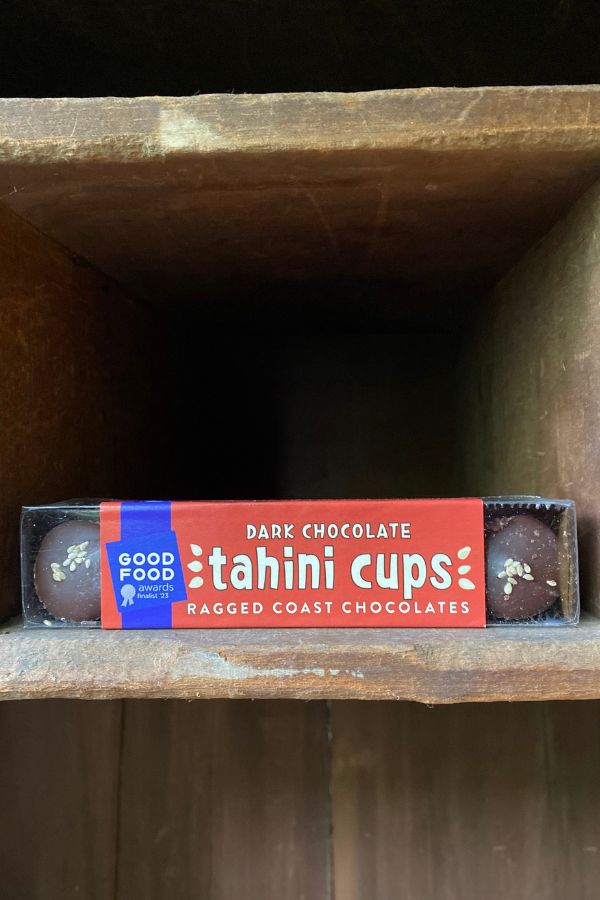 GOOD
FOOD
awards
finalist '23
DARK CHOCOLATE
tahini cups
RAGGED COAST CHOCOLATES